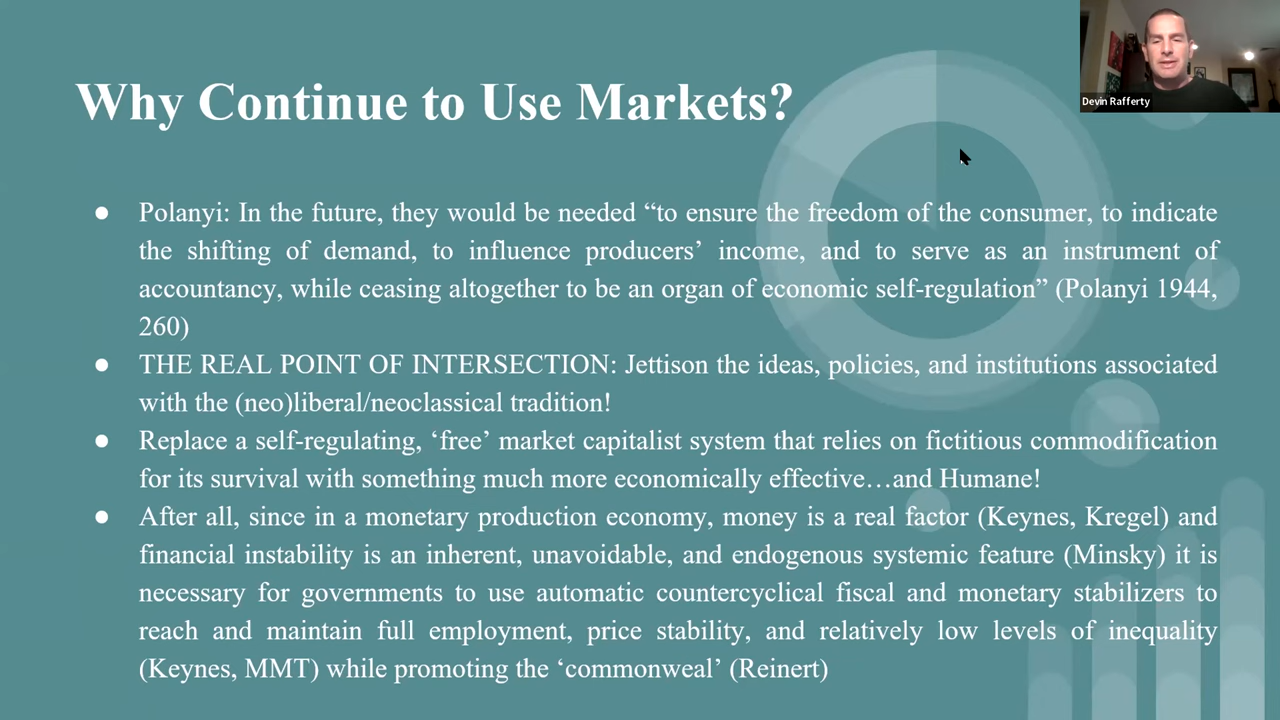 Why Continue to Use Markets?
Devin Rafferty
● Polanyi: In the future, they would be needed “to ensure the freedom of the consumer, to indicate
the shifting of demand, to influence producers’ income, and to serve as an instrument of
accountancy, while ceasing altogether to be an organ of economic self-regulation” (Polanyi 1944,
260)
● THE REAL POINT OF INTERSECTION: Jettison the ideas, policies, and institutions associated
with the (neo)liberal/neoclassical tradition!
● Replace a self-regulating, ‘free’ market capitalist system that relies on fictitious commodification
for its survival with something much more economically effective…and Humane!
● After all, since in a monetary production economy, money is a real factor (Keynes, Kregel) and
financial instability is an inherent, unavoidable, and endogenous systemic feature (Minsky) it is
necessary for governments to use automatic countercyclical fiscal and monetary stabilizers to
reach and maintain full employment, price stability, and relatively low levels of inequality
(Keynes, MMT) while promoting the ‘commonweal’ (Reinert)